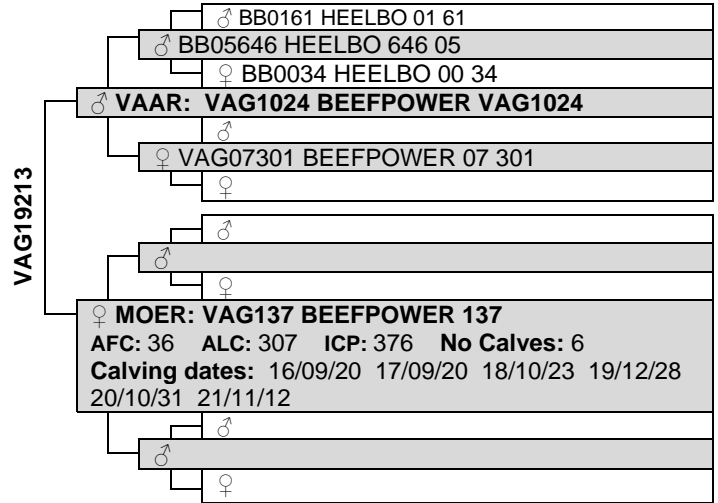 ♂ BB0161 HEELBO 01 61
♂ BB05646 HEELBO 646 05
♀ BB0034 HEELBO 00 34
♂ VAAR: VAG1024 BEEFPOWER VAG1024
♂
♀ VAG07301 BEEFPOWER 07 301
♀
VAG19213
♂
♂
♀
♀ MOER: VAG137 BEEFPOWER 137
AFC: 36 ALC: 307 ICP: 376 No Calves: 6
Calving dates: 16/09/20 17/09/20 18/10/23 19/12/28
20/10/31 21/11/12
♂
♂
♀